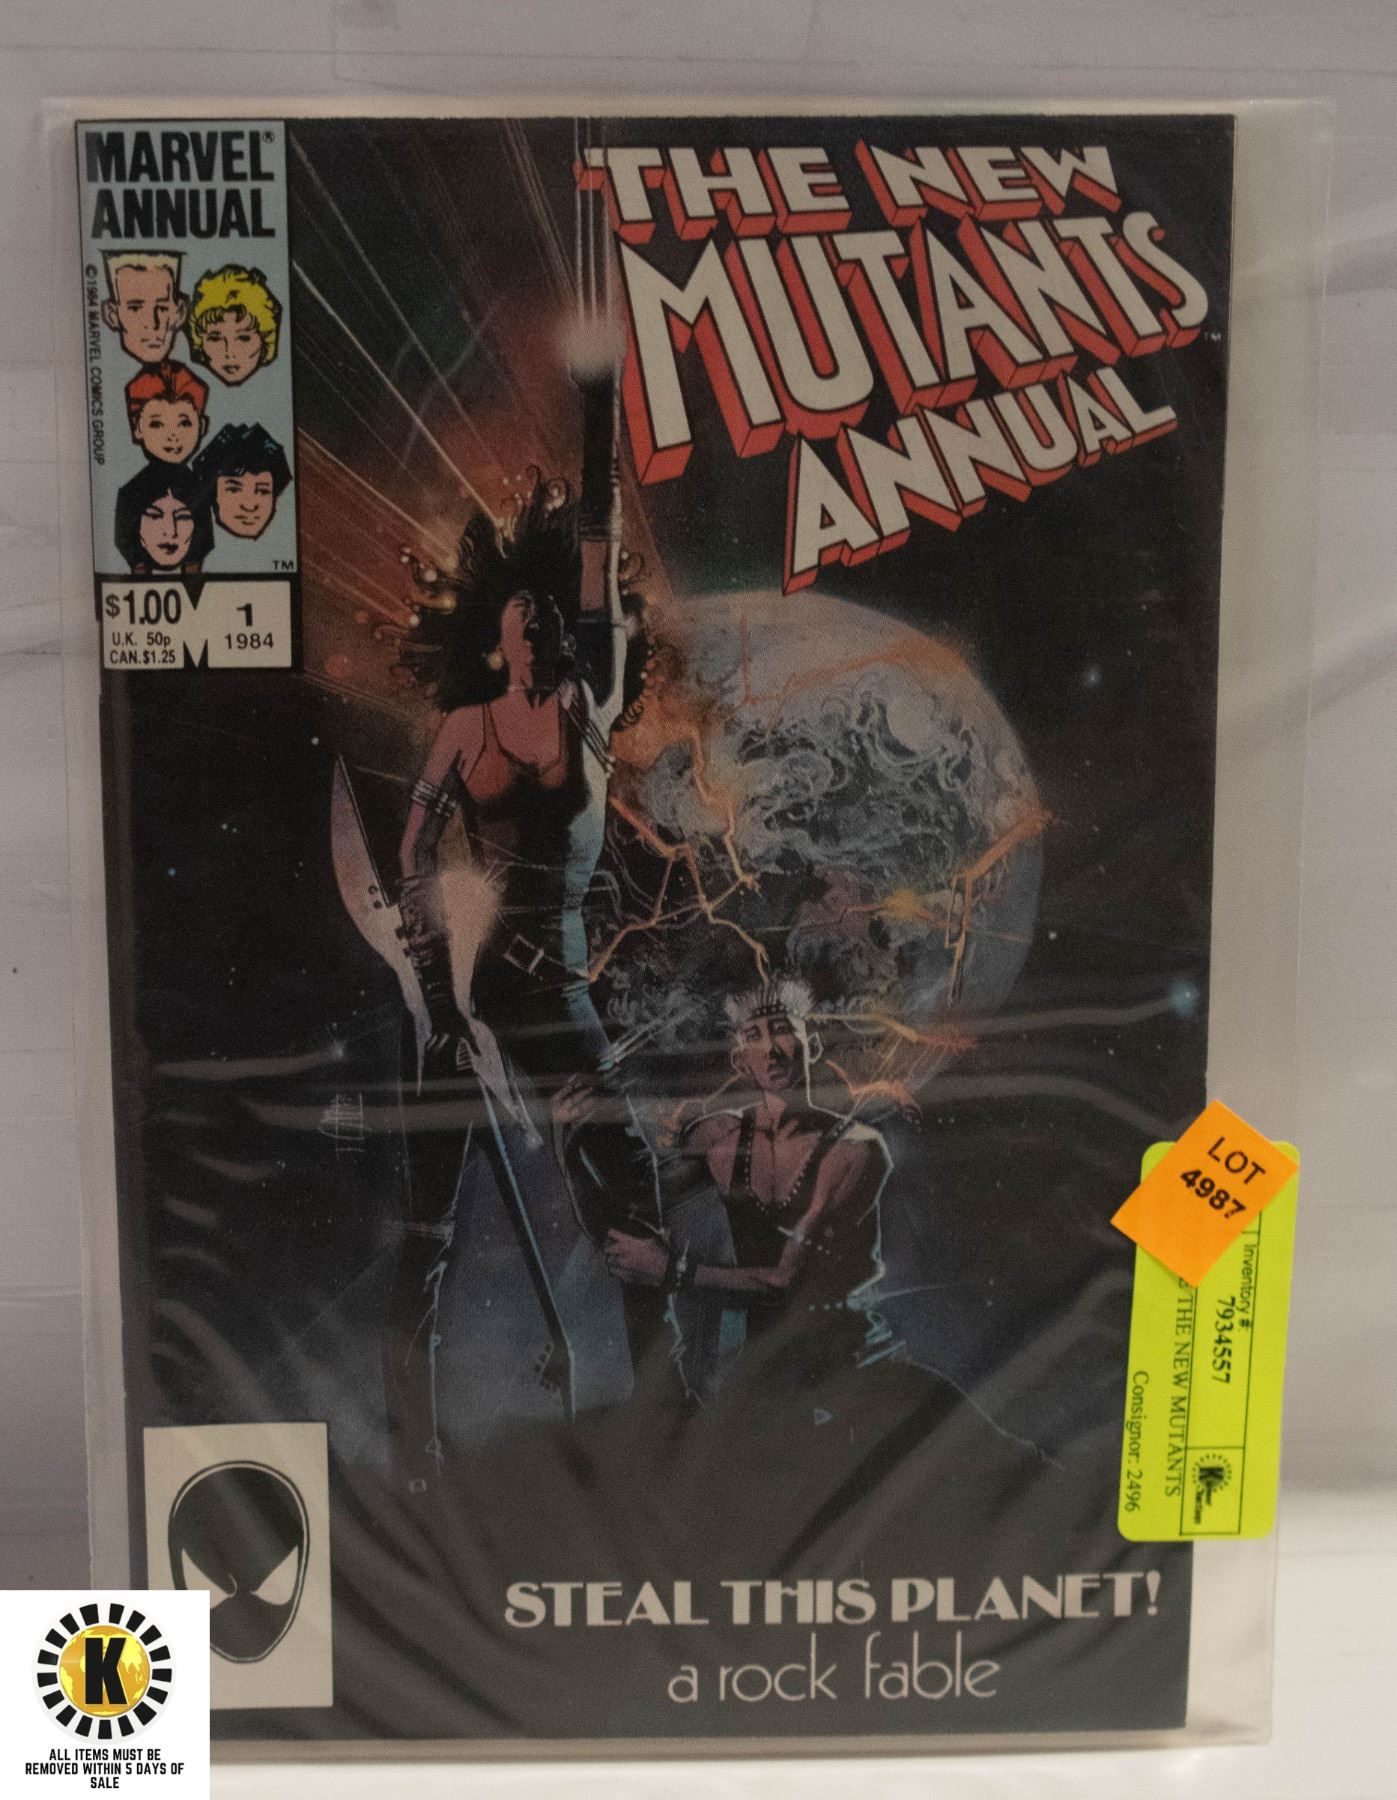 MARVEL®
ANNUAL
©1984 MARVEL COMICS GROUP
TM
$1.00
U.K. 50p
CAN.$1.25
1
1984
THE NEW
MUTANTS
TM
ANNUAL
LOT
4987
Inventory #:
7934557
THE NEW MUTANTS
Consignor: 2496
K
STEAL THIS PLANET!
a rock fable
K
ALL ITEMS MUST BE
REMOVED WITHIN 5 DAYS OF
SALE